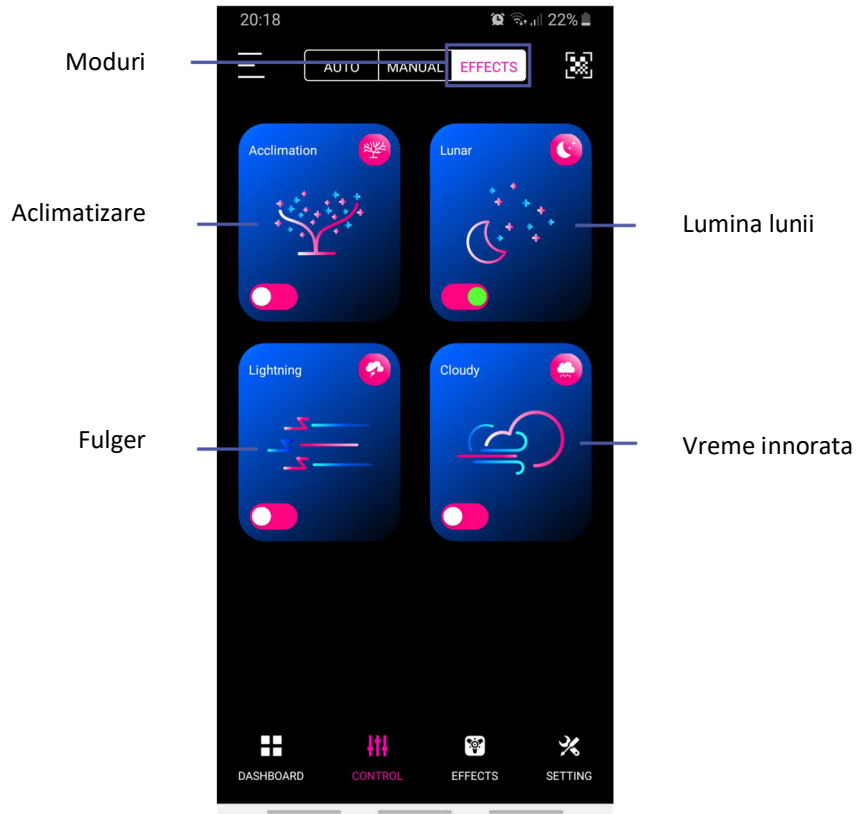 20:18
22%
Moduri
AUTO
MANUAL
EFFECTS
Acclimation
Lunar
Aclimatizare
Lumina lunii
Lightning
Cloudy
Fulger
Vreme innorata
DASHBOARD
CONTROL
EFFECTS
SETTING